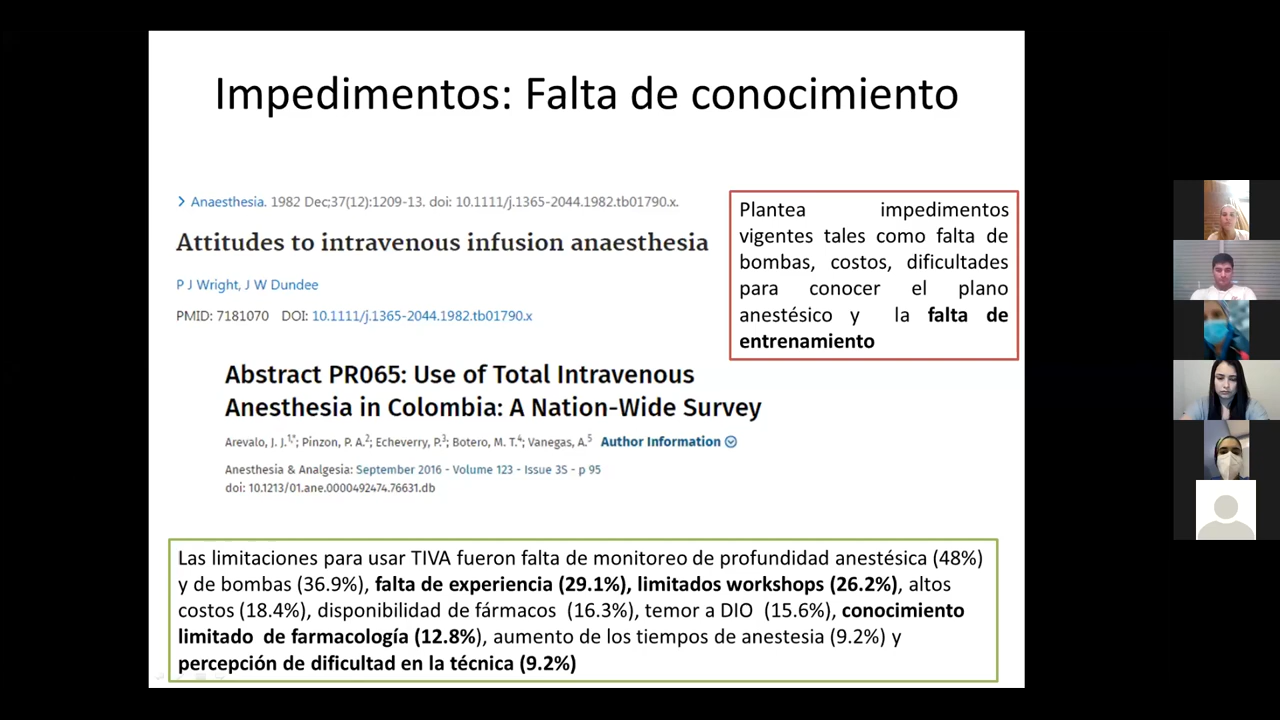 Impedimentos: Falta de conocimiento
> Anaesthesia. 1982 Dec;37(12):1209-13. doi: 10.1111/j.1365-2044.1982.tb01790.x.
Attitudes to intravenous infusion anaesthesia
P J Wright, J W Dundee
PMID: 7181070 DOI: 10.1111/j.1365-2044.1982.tb01790.x
Plantea impedimentos
vigentes tales como falta de
bombas, costos, dificultades
para conocer el plano
anestésico y la falta de
entrenamiento
Abstract PR065: Use of Total Intravenous
Anesthesia in Colombia: A Nation-Wide Survey
Arevalo, J. J.1,*; Pinzon, P. A.2; Echeverry, P.3; Botero, M. T.4; Vanegas, A.5 Author Information
Anesthesia & Analgesia: September 2016 - Volume 123 - Issue 3S - p 95
doi: 10.1213/01.ane.0000492474.76631.db
Las limitaciones para usar TIVA fueron falta de monitoreo de profundidad anestésica (48%)
y de bombas (36.9%), falta de experiencia (29.1%), limitados workshops (26.2%), altos
costos (18.4%), disponibilidad de fármacos (16.3%), temor a DIO (15.6%), conocimiento
limitado de farmacología (12.8%), aumento de los tiempos de anestesia (9.2%) y
percepción de dificultad en la técnica (9.2%)